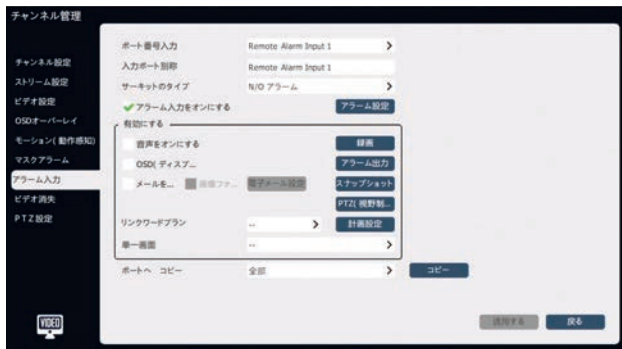 チャンネル管理
チャンネル設定
ストリーム設定
ビデオ設定
OSDオーバーレイ
モーション(動作感知)
マスクアラーム
アラーム入力
ビデオ消失
PTZ設定
ポート番号入力 Remote Alarm Input 1
入力ポート別称 Remote Alarm Input 1
サーキットのタイプ N/O アラーム
アラーム入力をオンにする アラーム設定
有効にする
音声をオンにする 録画
OSD(ディスプ... アラーム出力
メールを... 画像ファ... 電子メール設定 スナップショット
PTZ(視野制...
リンクワードプラン -- 計画設定
単一画面 --
ポートへ コピー 全部 コピー
VIDEO
適用する 戻る